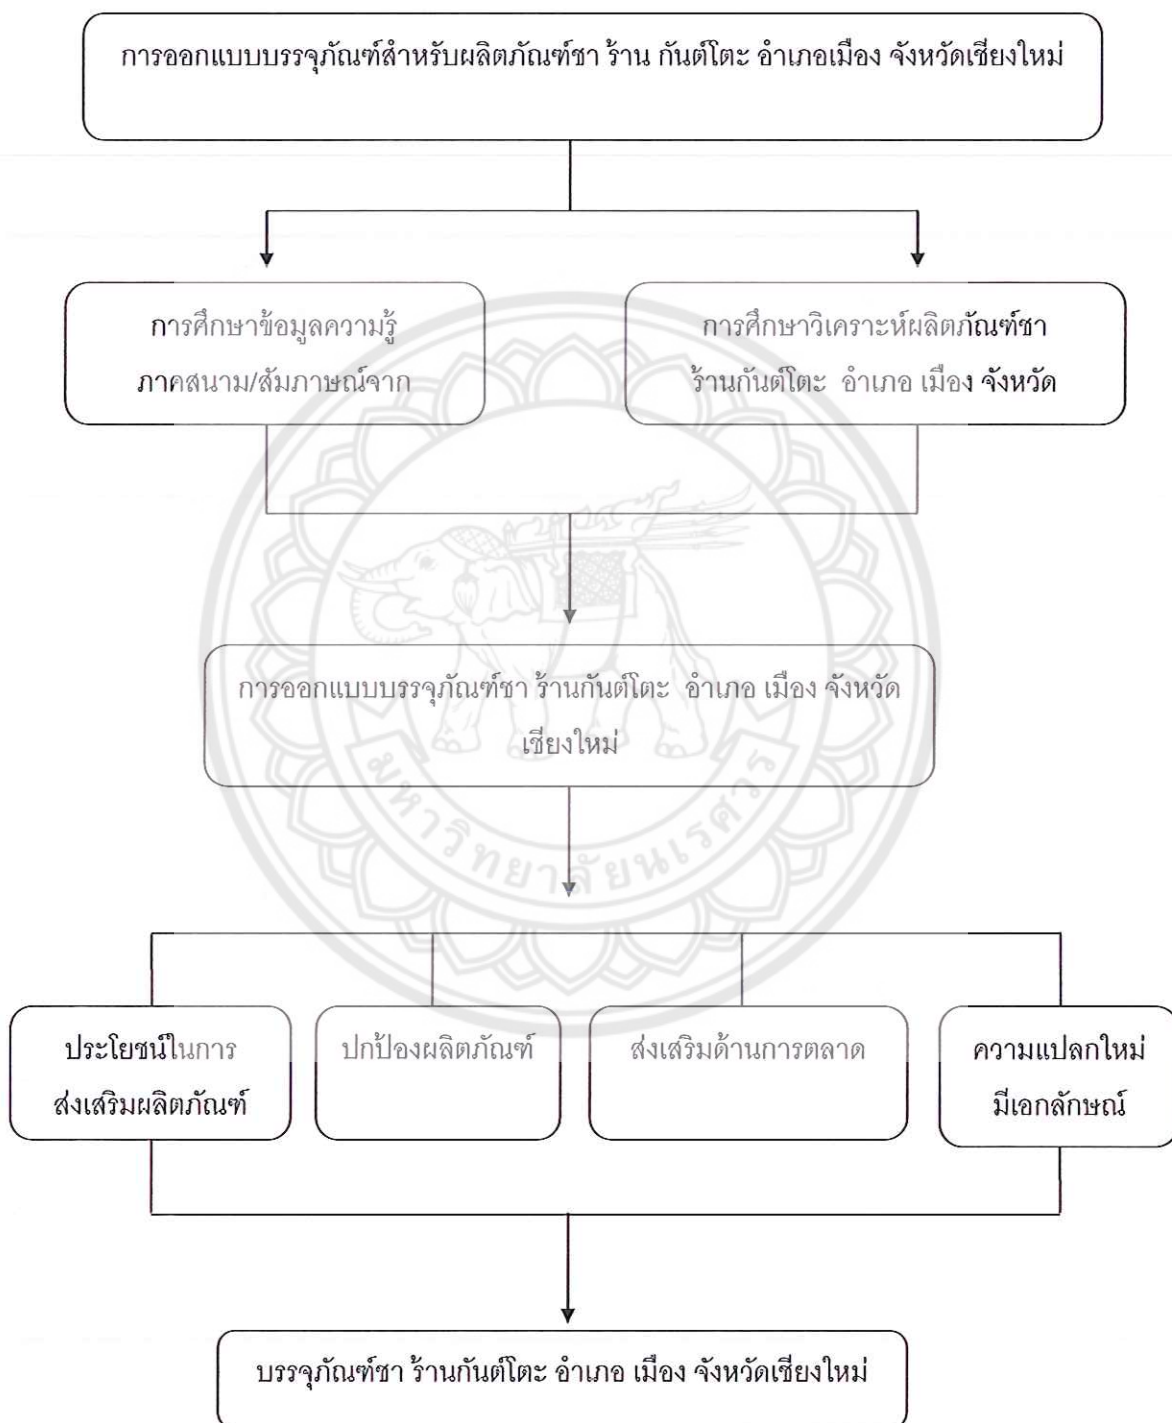 การออกแบบบรรจุภัณฑ์สำหรับผลิตภัณฑ์ชา ร้าน กันต์โตะ อำเภอเมือง จังหวัดเชียงใหม่
การศึกษาข้อมูลความรู้
ภาคสนาม/สัมภาษณ์จาก
การศึกษาวิเคราะห์ผลิตภัณฑ์ชา
ร้านกันต์โตะ อำเภอ เมือง จังหวัด
การออกแบบบรรจุภัณฑ์ชา ร้านกันต์โตะ อำเภอ เมือง จังหวัด
เชียงใหม่
มหาวิทยาลัยนเรศวร
ประโยชน์ในการ
ส่งเสริมผลิตภัณฑ์
ปกป้องผลิตภัณฑ์
ส่งเสริมด้านการตลาด
ความแปลกใหม่
มีเอกลักษณ์
บรรจุภัณฑ์ชา ร้านกันต์โตะ อำเภอ เมือง จังหวัดเชียงใหม่